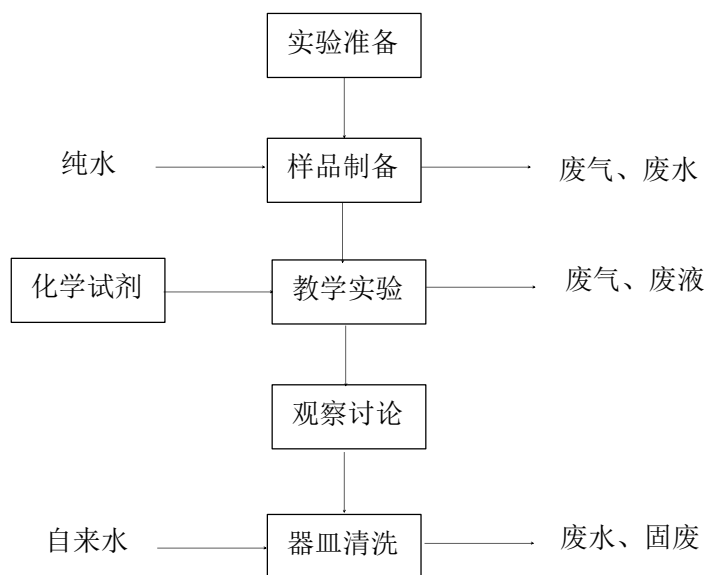 实验准备
纯水
样品制备
废气、废水
化学试剂
教学实验
废气、废液
观察讨论
自来水
器皿清洗
废水、固废